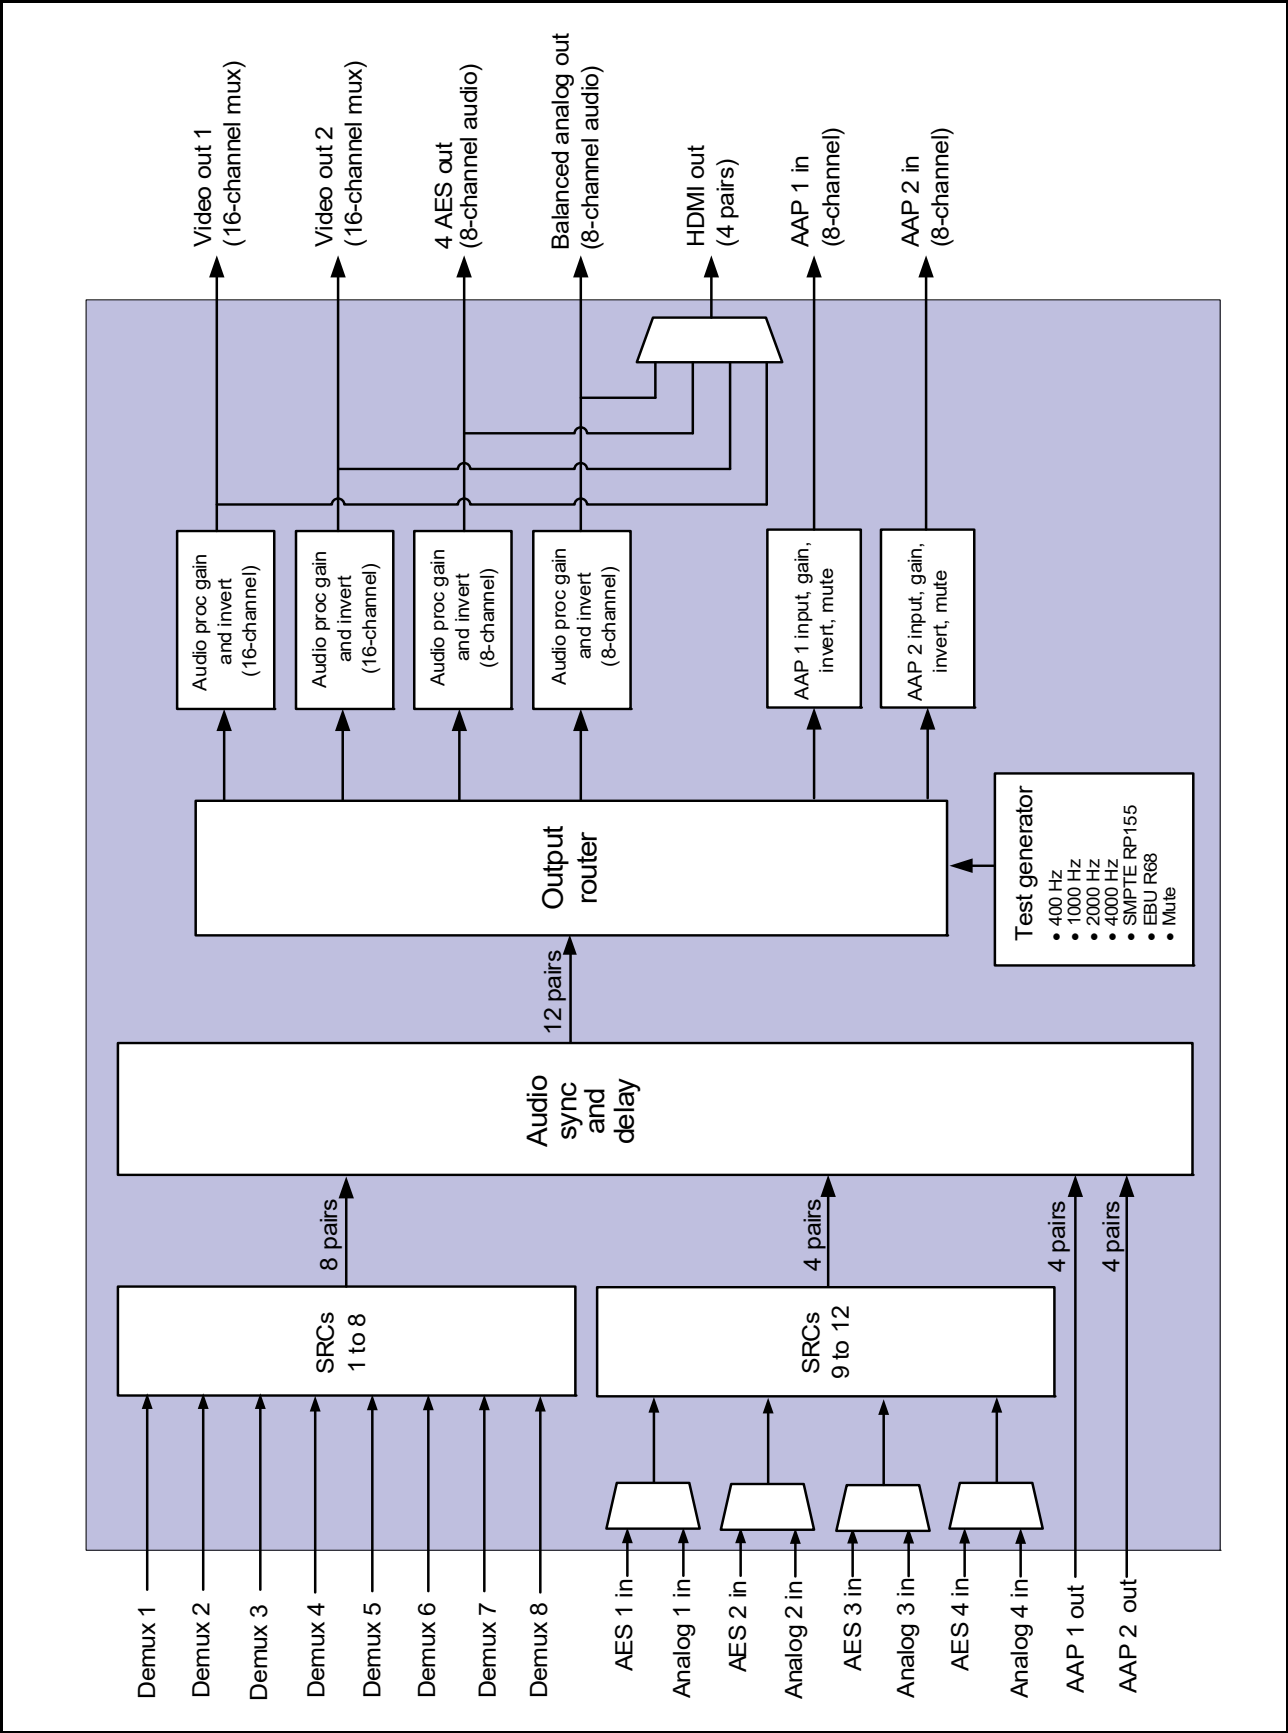 Demux 1
Demux 2
Demux 3
Demux 4
Demux 5
Demux 6
Demux 7
Demux 8
AES 1 in
Analog 1 in
AES 2 in
Analog 2 in
AES 3 in
Analog 3 in
AES 4 in
Analog 4 in
AAP 1 out
AAP 2 out
SRCs
1 to 8
SRCs
9 to 12
8 pairs
4 pairs
4 pairs
4 pairs
Audio
sync
and
delay
12 pairs
Output
router
Test generator
• 400 Hz
• 1000 Hz
• 2000 Hz
• 4000 Hz
• SMPTE RP155
• EBU R68
• Mute
Audio proc gain
and invert
(16-channel)
Audio proc gain
and invert
(16-channel)
Audio proc gain
and invert
(8-channel)
Audio proc gain
and invert
(8-channel)
AAP 1 input, gain,
invert, mute
AAP 2 input, gain,
invert, mute
Video out 1
(16-channel mux)
Video out 2
(16-channel mux)
4 AES out
(8-channel audio)
Balanced analog out
(8-channel audio)
HDMI out
(4 pairs)
AAP 1 in
(8-channel)
AAP 2 in
(8-channel)